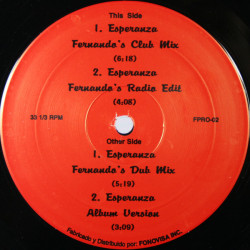 This Side
1. Esperanza
Fernando's Club Mix
(6:18)
2. Esperanza
Fernando's Radio Edit
(4:08)
33 1/3 RPM
FPRO-02
Other Side
1. Esperanza
Fernando's Dub Mix
(5:19)
2. Esperanza
Album Version
(3:09)
Fabricado y Distribuido por: FONOVISA INC.